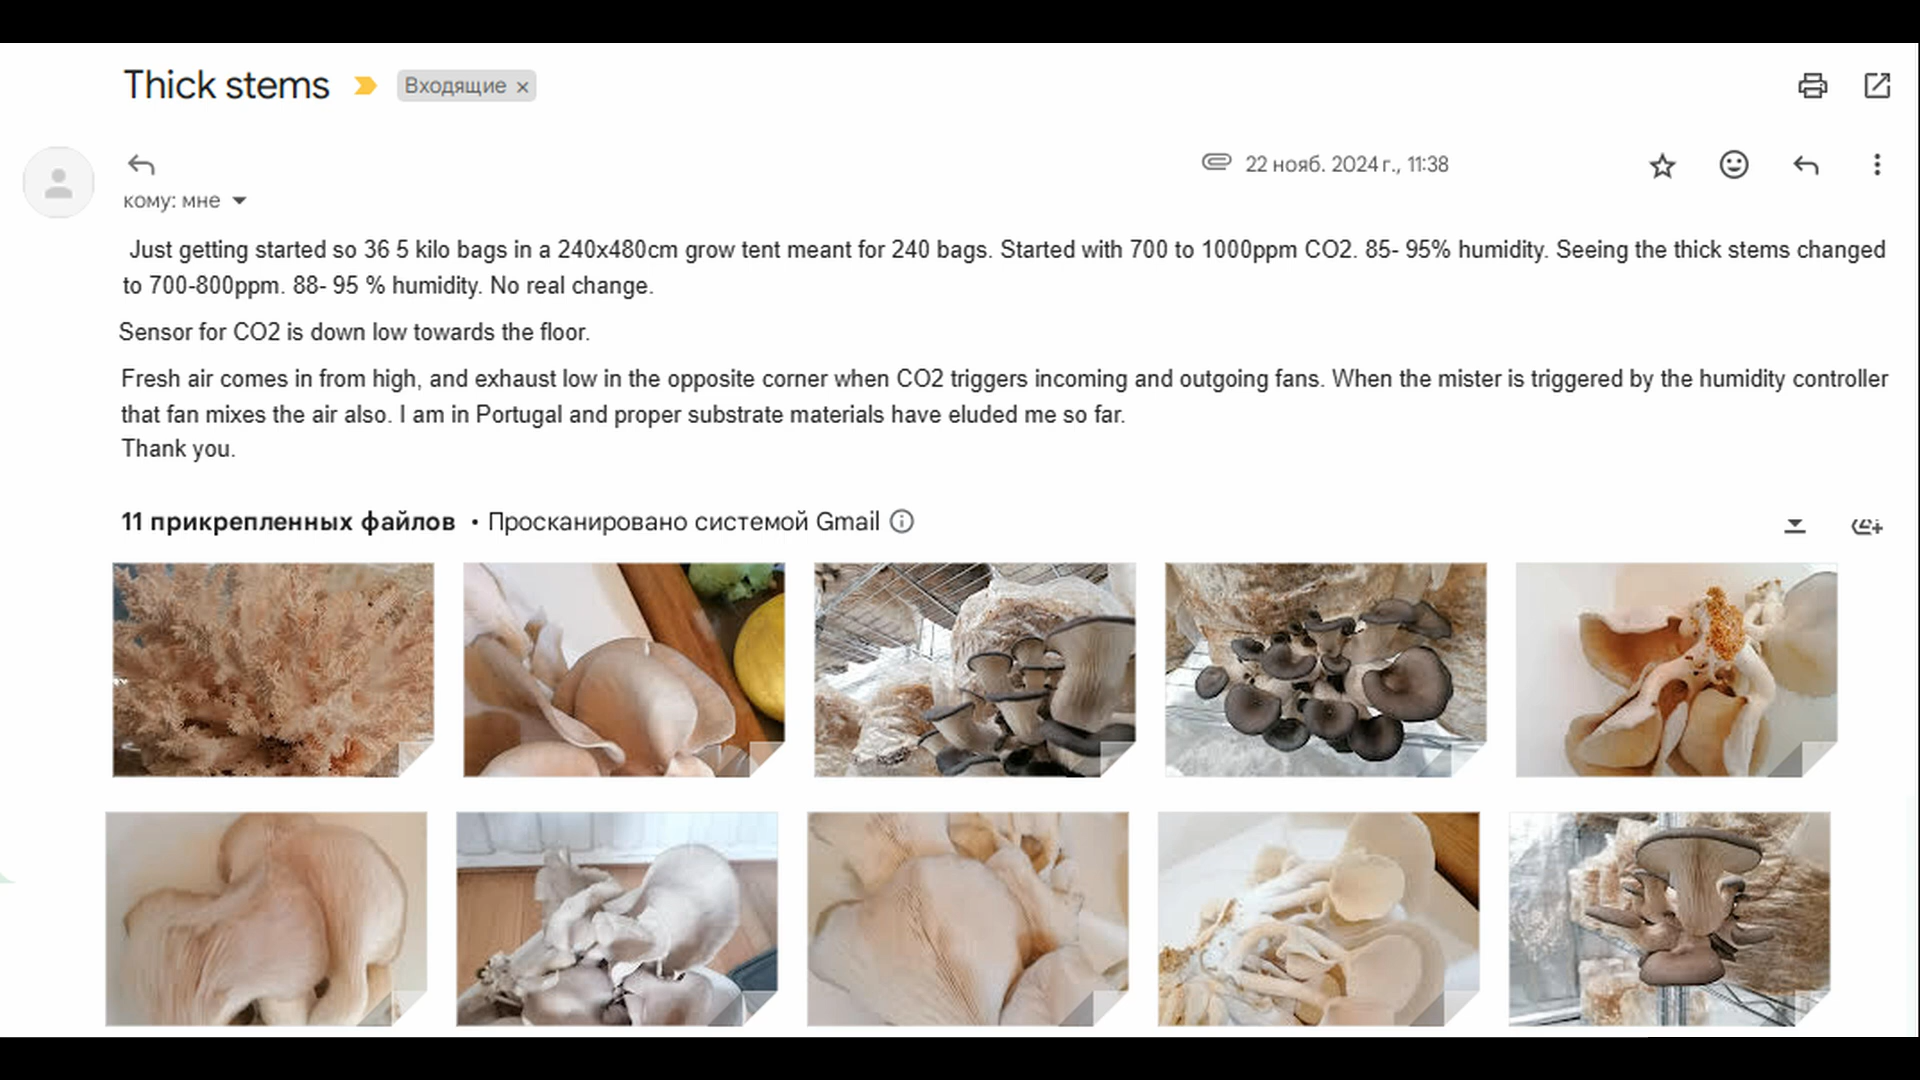 Thick stems
Входящие ×
22 нояб. 2024 г., 11:38
кому: мне
Just getting started so 36 5 kilo bags in a 240x480cm grow tent meant for 240 bags. Started with 700 to 1000ppm CO2. 85- 95% humidity. Seeing the thick stems changed
to 700-800ppm. 88- 95 % humidity. No real change.
Sensor for CO2 is down low towards the floor.
Fresh air comes in from high, and exhaust low in the opposite corner when CO2 triggers incoming and outgoing fans. When the mister is triggered by the humidity controller
that fan mixes the air also. I am in Portugal and proper substrate materials have eluded me so far.
Thank you.
11 прикрепленных файлов • Просканировано системой Gmail